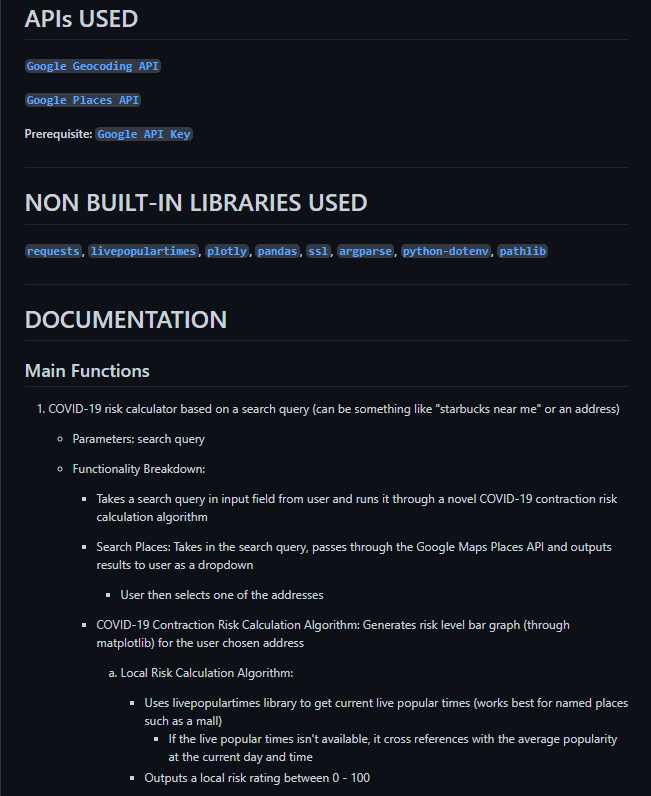 APIs USED
Google Geocoding API
Google Places API
Prerequisite: Google API Key
NON BUILT-IN LIBRARIES USED
requests, livepopulartimes, plotly, pandas, ssl, argparse, python-dotenv, pathlib
DOCUMENTATION
Main Functions
1. COVID-19 risk calculator based on a search query (can be something like "starbucks near me" or an address)
Parameters: search query
Functionality Breakdown:
Takes a search query in input field from user and runs it through a novel COVID-19 contraction risk
calculation algorithm
Search Places: Takes in the search query, passes through the Google Maps Places API and outputs
results to user as a dropdown
User then selects one of the addresses
COVID-19 Contraction Risk Calculation Algorithm: Generates risk level bar graph (through
matplotlib) for the user chosen address
a. Local Risk Calculation Algorithm:
Uses livepopulartimes library to get current live popular times (works best for named places
such as a mall)
If the live popular times isn't available, it cross references with the average popularity
at the current day and time
Outputs a local risk rating between 0 - 100